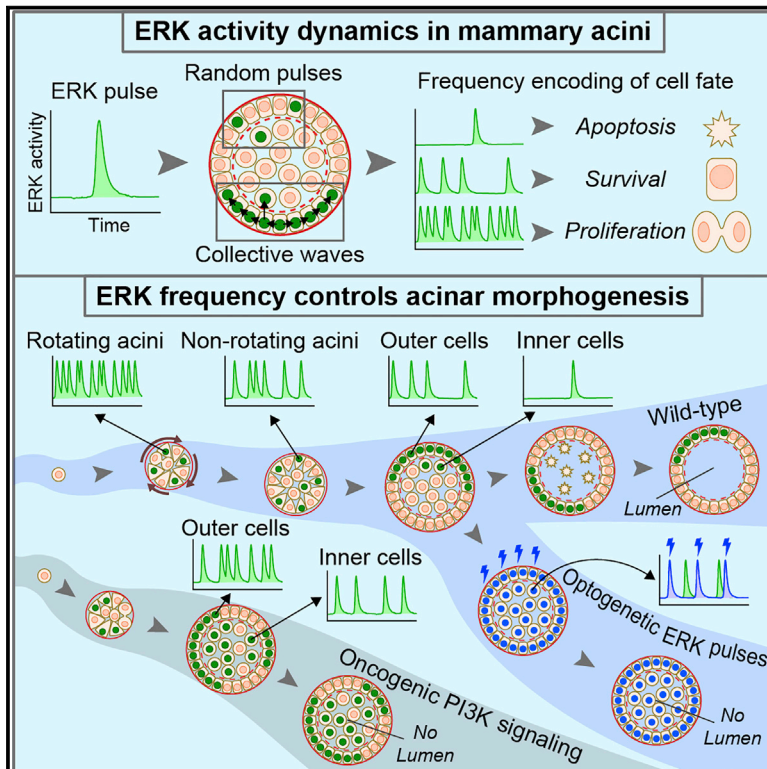 ERK activity dynamics in mammary acini
ERK pulse
Random pulses
Frequency encoding of cell fate
ERK activity
Time
Collective waves
Apoptosis
Survival
Proliferation
ERK frequency controls acinar morphogenesis
Rotating acini
Non-rotating acini
Outer cells
Inner cells
Wild-type
Lumen
Outer cells
Inner cells
Optogenetic ERK pulses
No
Lumen
Oncogenic PI3K signaling
No
Lumen